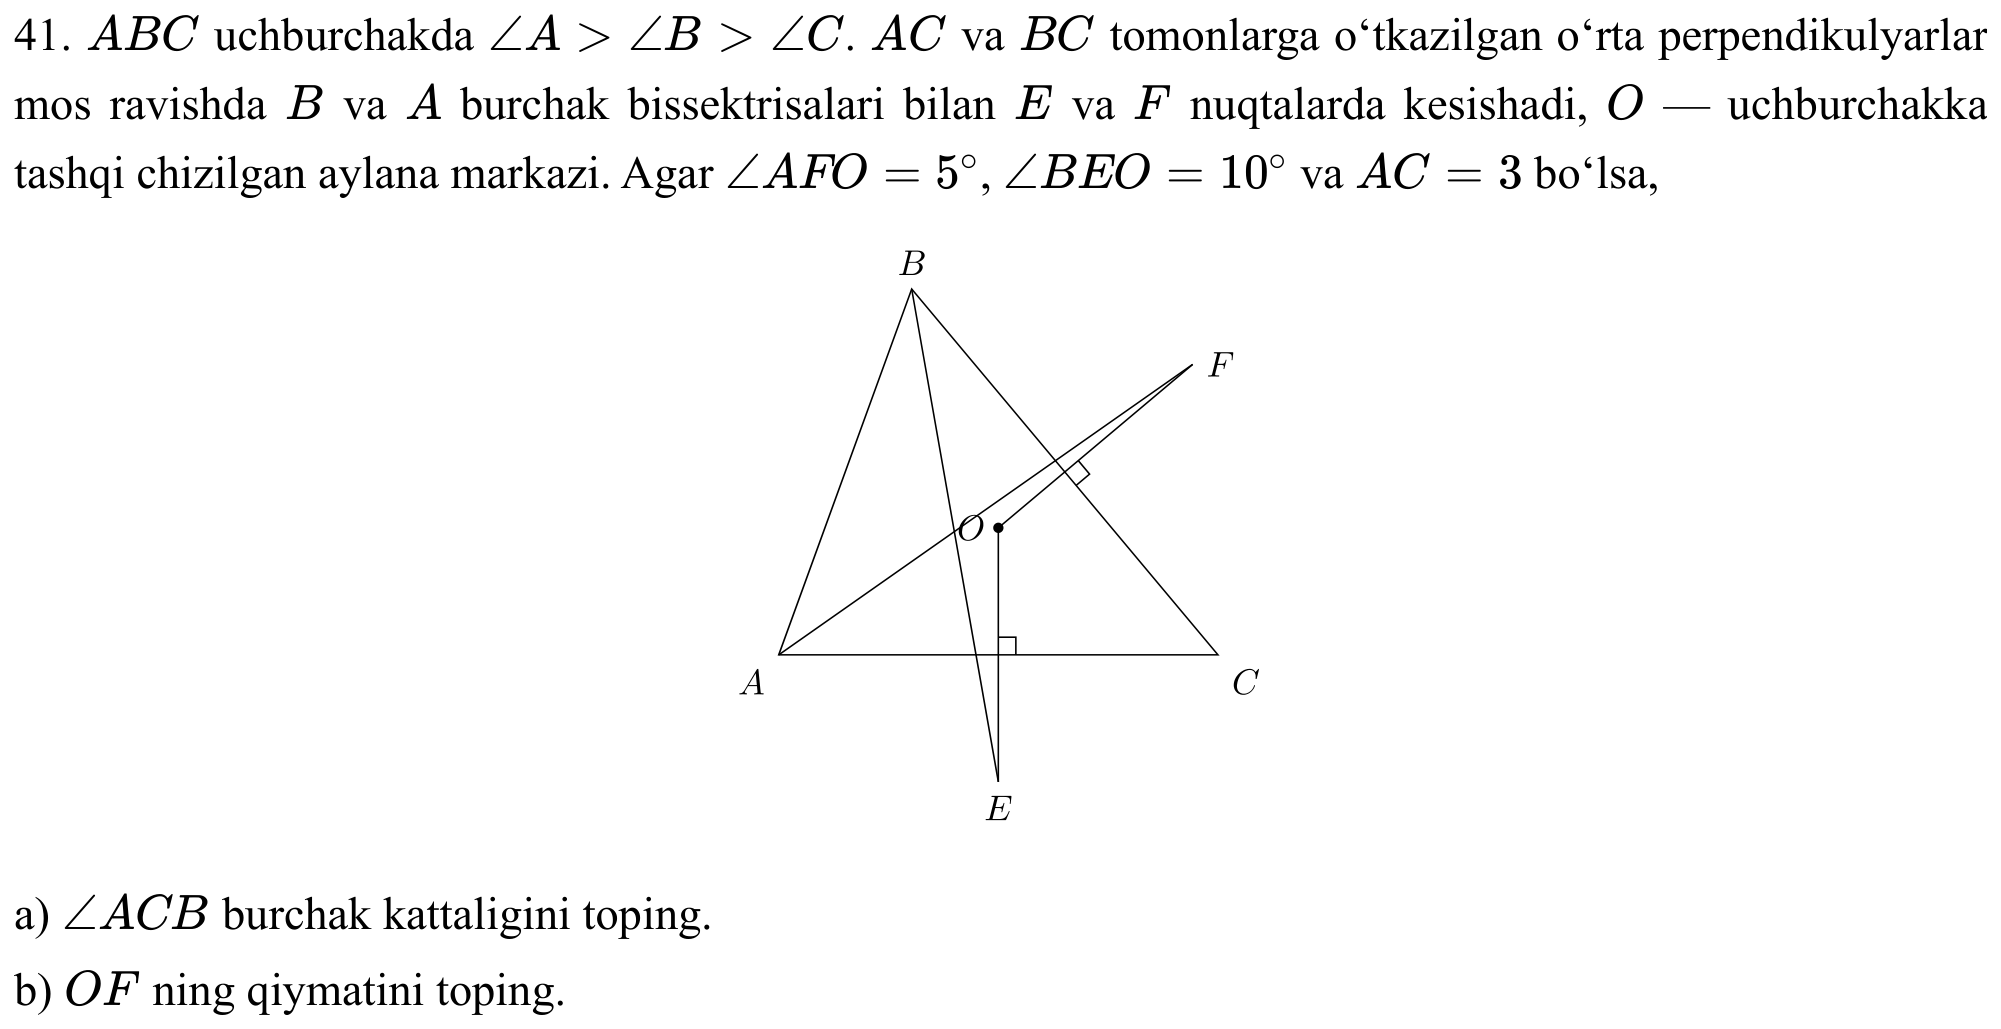 41. ABC uchburchakda ∠A > ∠B > ∠C. AC va BC tomonlarga o‘tkazilgan o‘rta perpendikulyarlar
mos ravishda B va A burchak bissektrisalari bilan E va F nuqtalarda kesishadi, O — uchburchakka
tashqi chizilgan aylana markazi. Agar ∠AFO = 5°, ∠BEO = 10° va AC = 3 bo‘lsa,
B
F
O
A
C
E
a) ∠ACB burchak kattaligini toping.
b) OF ning qiymatini toping.